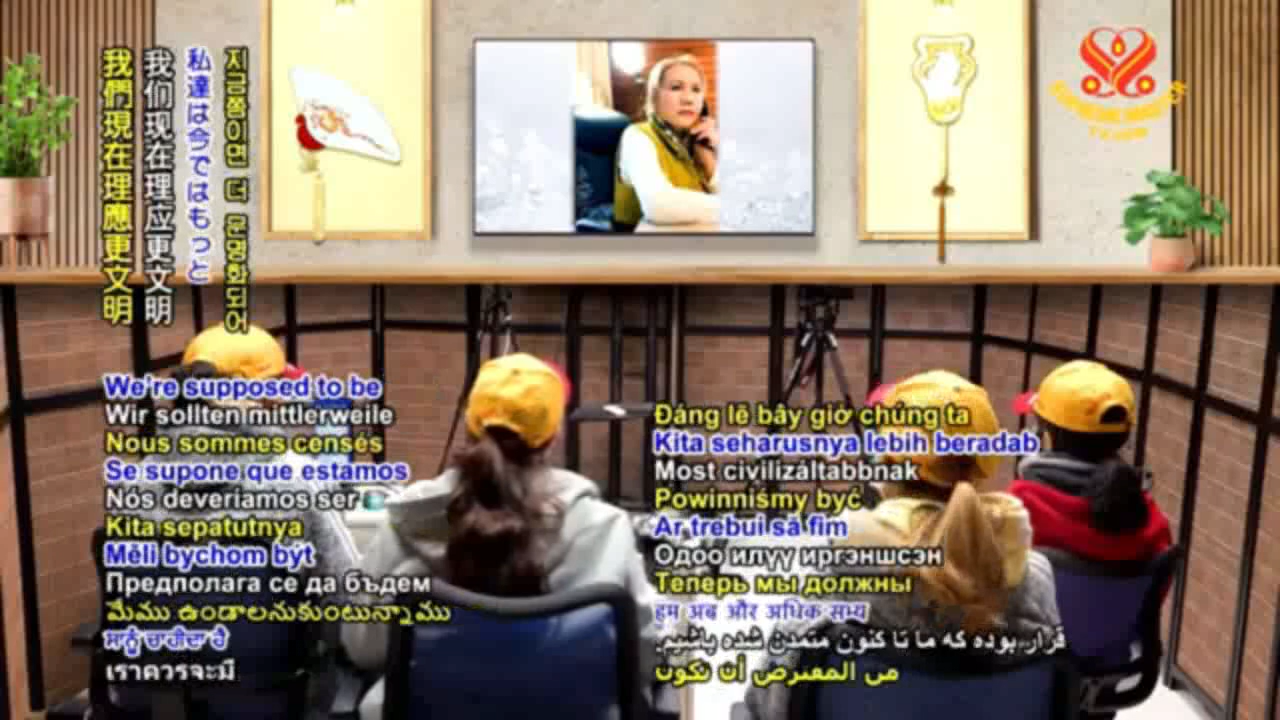 我們現在理應更文明
我们现在理应更文明
私達は今ではもっと
지금쯤이면 더 문명화되어
We're supposed to be
Wir sollten mittlerweile
Nous sommes censés
Se supone que estamos
Nós deveríamos ser
Kita sepatutnya
Měli bychom být
Предполага се да бъдем
మేము ఉండాలనుకుంటున్నాము
ਸਾਨੂੰ ਚਾਹੀਦਾ ਹੈ
เราควรจะมี
Đáng lẽ bây giờ chúng ta
Kita seharusnya lebih beradab
Most civilizáltabbnak
Powinniśmy być
Ar trebui să fim
Одоо илүү иргэншсэн
Теперь мы должны
हम अब और अधिक सभ्य
قرار بوده که ما تا کنون متمدن شده باشیم.
من المفترض أن نكون